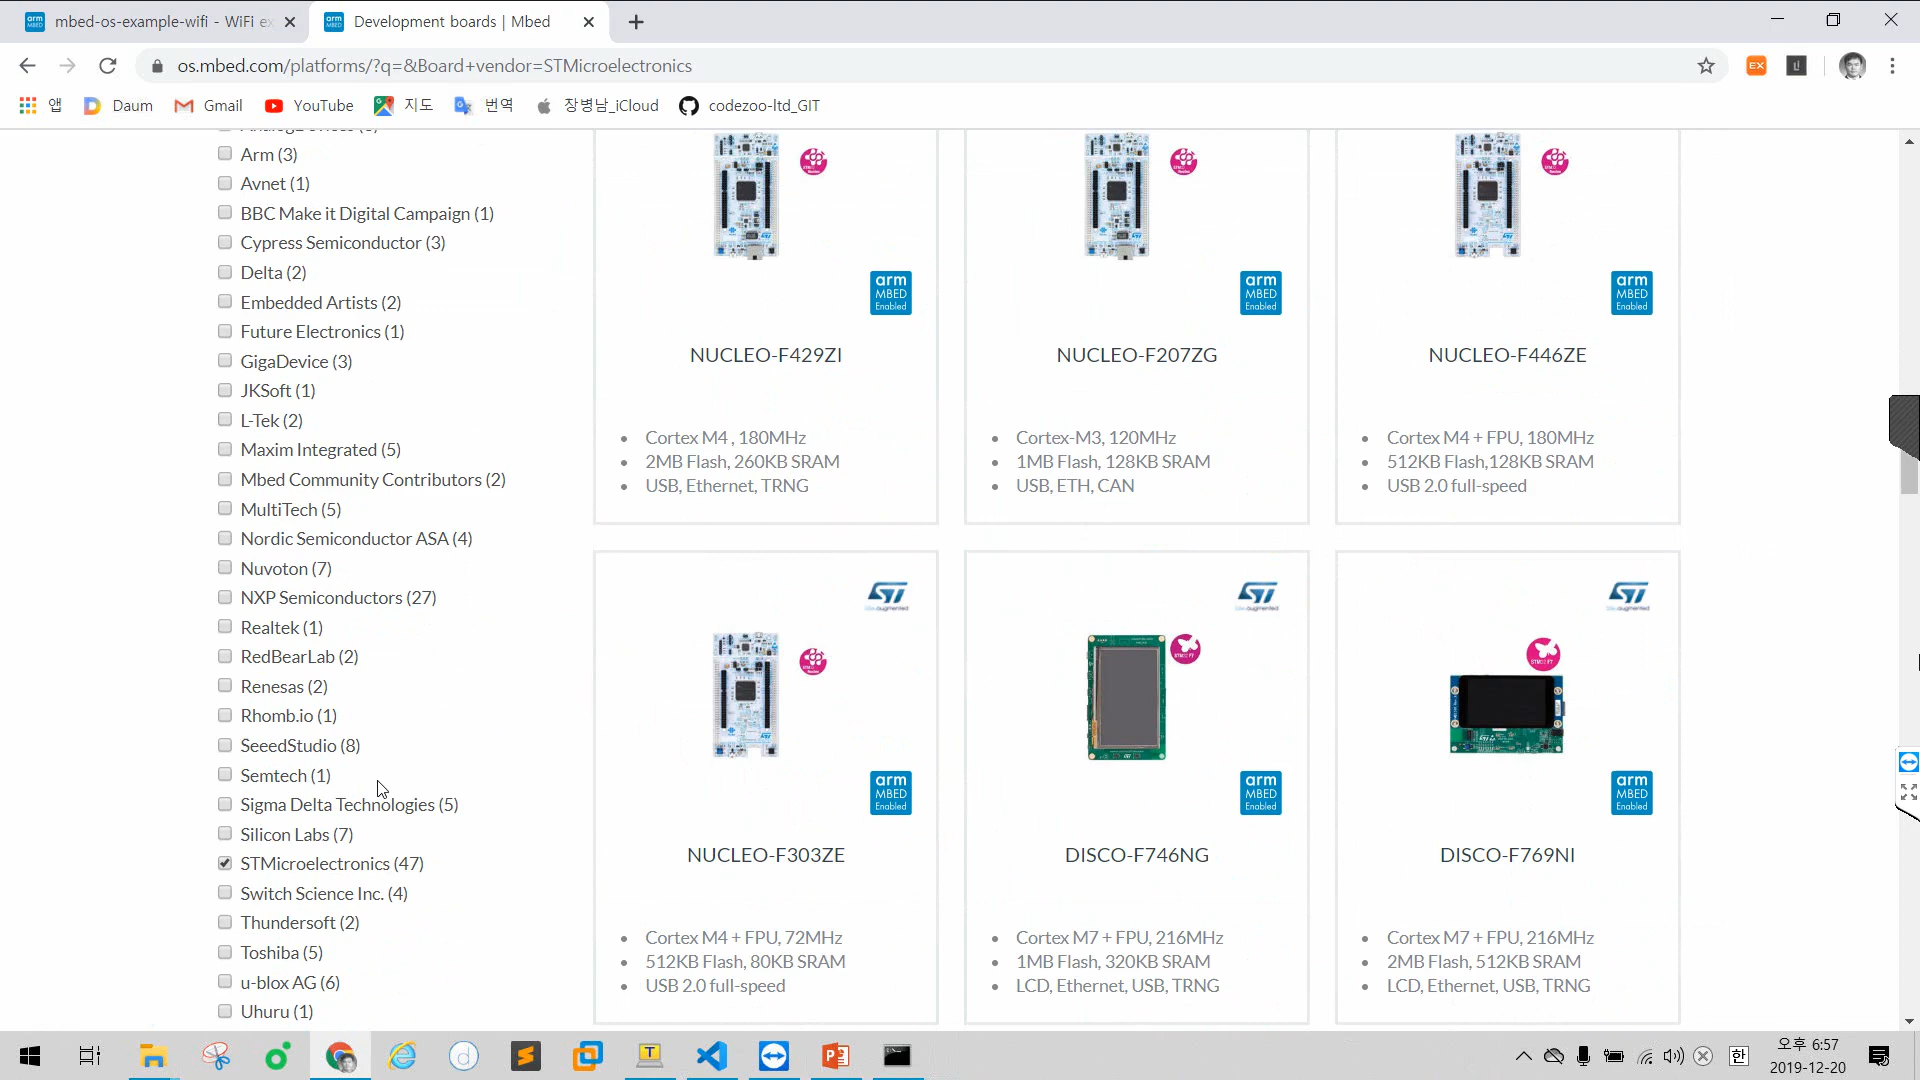 mbed-os-example-wifi - WiFi ex
Development boards | Mbed
os.mbed.com/platforms/?q=&Board+vendor=STMicroelectronics
앱
Daum
Gmail
YouTube
지도
번역
장병남_iCloud
codezoo-ltd_GIT
Arm (3)
Avnet (1)
BBC Make it Digital Campaign (1)
Cypress Semiconductor (3)
Delta (2)
Embedded Artists (2)
Future Electronics (1)
GigaDevice (3)
JKSoft (1)
L-Tek (2)
Maxim Integrated (5)
Mbed Community Contributors (2)
MultiTech (5)
Nordic Semiconductor ASA (4)
Nuvoton (7)
NXP Semiconductors (27)
Realtek (1)
RedBearLab (2)
Renesas (2)
Rhomb.io (1)
SeeedStudio (8)
Semtech (1)
Sigma Delta Technologies (5)
Silicon Labs (7)
STMicroelectronics (47)
Switch Science Inc. (4)
Thundersoft (2)
Toshiba (5)
u-blox AG (6)
Uhuru (1)
arm
MBED
Enabled
NUCLEO-F429ZI
Cortex M4 , 180MHz
2MB Flash, 260KB SRAM
USB, Ethernet, TRNG
arm
MBED
Enabled
NUCLEO-F207ZG
Cortex-M3, 120MHz
1MB Flash, 128KB SRAM
USB, ETH, CAN
arm
MBED
Enabled
NUCLEO-F446ZE
Cortex M4 + FPU, 180MHz
512KB Flash,128KB SRAM
USB 2.0 full-speed
ST
arm
MBED
Enabled
NUCLEO-F303ZE
Cortex M4 + FPU, 72MHz
512KB Flash, 80KB SRAM
USB 2.0 full-speed
ST
arm
MBED
Enabled
DISCO-F746NG
Cortex M7 + FPU, 216MHz
1MB Flash, 320KB SRAM
LCD, Ethernet, USB, TRNG
ST
arm
MBED
Enabled
DISCO-F769NI
Cortex M7 + FPU, 216MHz
2MB Flash, 512KB SRAM
LCD, Ethernet, USB, TRNG
한
오후 6:57
2019-12-20